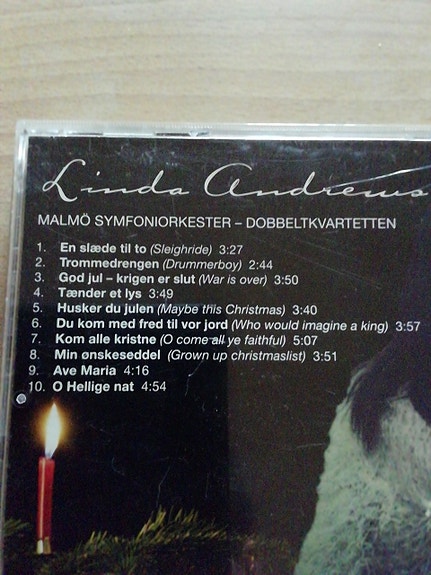 Linda Andrews
MALMÖ SYMFONIORKESTER – DOBBELTKVARTETTEN
1. En slæde til to (Sleighride) 3:27
2. Trommedrengen (Drummerboy) 2:44
3. Gød jul – krigen er slut (War is over) 3:50
4. Tænder et lys 3:49
5. Husker du julen (Maybe this Christmas) 3:40
6. Du kom med fred til vor jord (Who would imagine a king) 3:57
7. Kom alle kristne (O come all ye faithful) 5:07
8. Min ønskeseddel (Grown up christmaslist) 3:51
9. Ave Maria 4:16
10. O Hellige nat 4:54